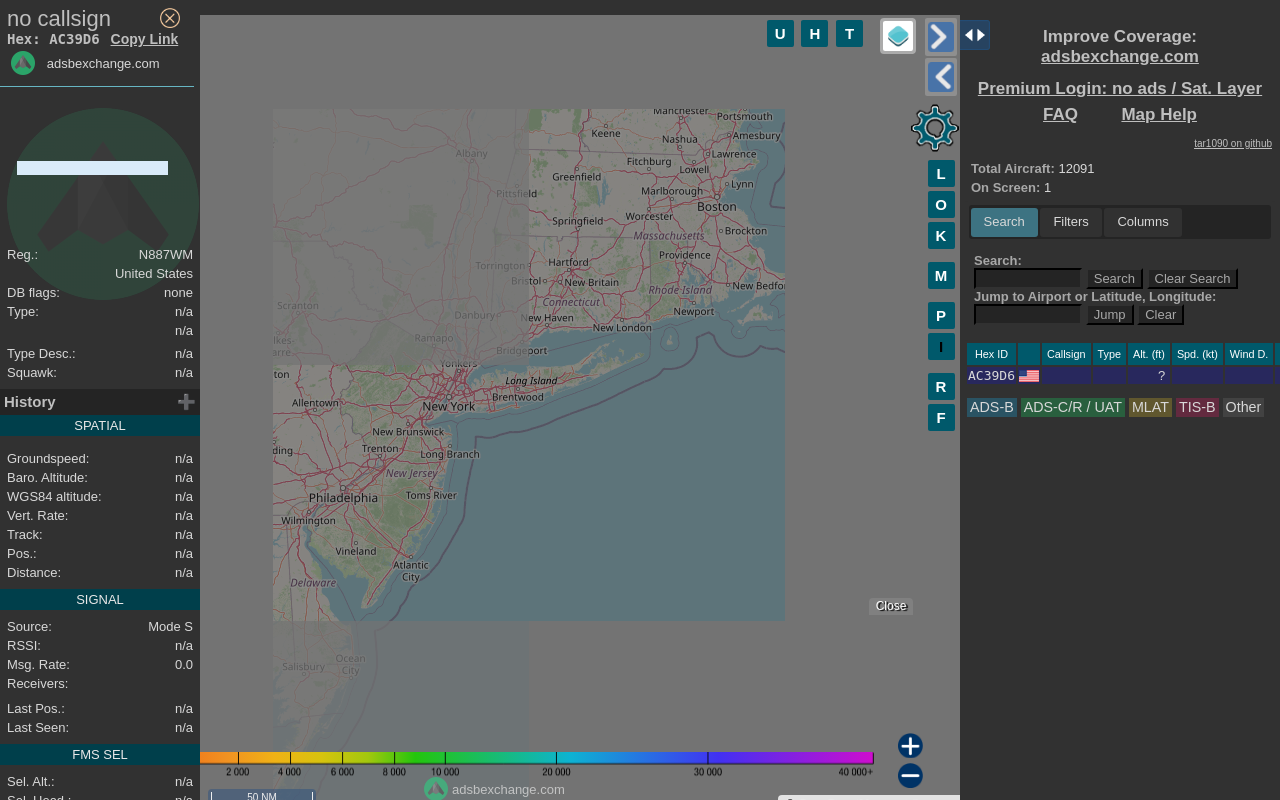 no callsign
Hex: AC39D6 Copy Link
adsbexchange.com
Reg.: N887WM
United States
DB flags: none
Type: n/a
n/a
Type Desc.: n/a
Squawk: n/a
History
SPATIAL
Groundspeed: n/a
Baro. Altitude: n/a
WGS84 altitude: n/a
Vert. Rate: n/a
Track: n/a
Pos.: n/a
Distance: n/a
SIGNAL
Source: Mode S
RSSI: n/a
Msg. Rate: 0.0
Receivers:
Last Pos.: n/a
Last Seen: n/a
FMS SEL
Sel. Alt.: n/a
Sel. Head.: n/a
U H T
L
O
K
M
P
I
R
F
Manchester
Portsmouth
Keene
Nashua
Amesbury
Albany
Fitchburg
Lawrence
Greenfield
Lowell
Pittsfield
Marlborough
Lynn
Springfield
Worcester
Boston
Massachusetts
Brockton
Torrington
Hartford
Providence
Bristol
New Britain
Rhode Island
New Bedfor
Scranton
Connecticut
Danbury
New Haven
Newport
New London
Ramapo
Bridgeport
Yonkers
ton
Long Island
Allentown
New York
Brentwood
New Brunswick
ding
Trenton
Long Branch
New Jersey
Philadelphia
Toms River
Wilmington
Vineland
Atlantic
City
Delaware
Salisbury
Ocean
City
Close
2 000 4 000 6 000 8 000 10 000 20 000 30 000 40 000+
adsbexchange.com
50 NM
Improve Coverage:
adsbexchange.com
Premium Login: no ads / Sat. Layer
FAQ Map Help
tar1090 on github
Total Aircraft: 12091
On Screen: 1
Search Filters Columns
Search:
Search Clear Search
Jump to Airport or Latitude, Longitude:
Jump Clear
Hex ID Callsign Type Alt. (ft) Spd. (kt) Wind D.
AC39D6 ?
ADS-B ADS-C/R / UAT MLAT TIS-B Other